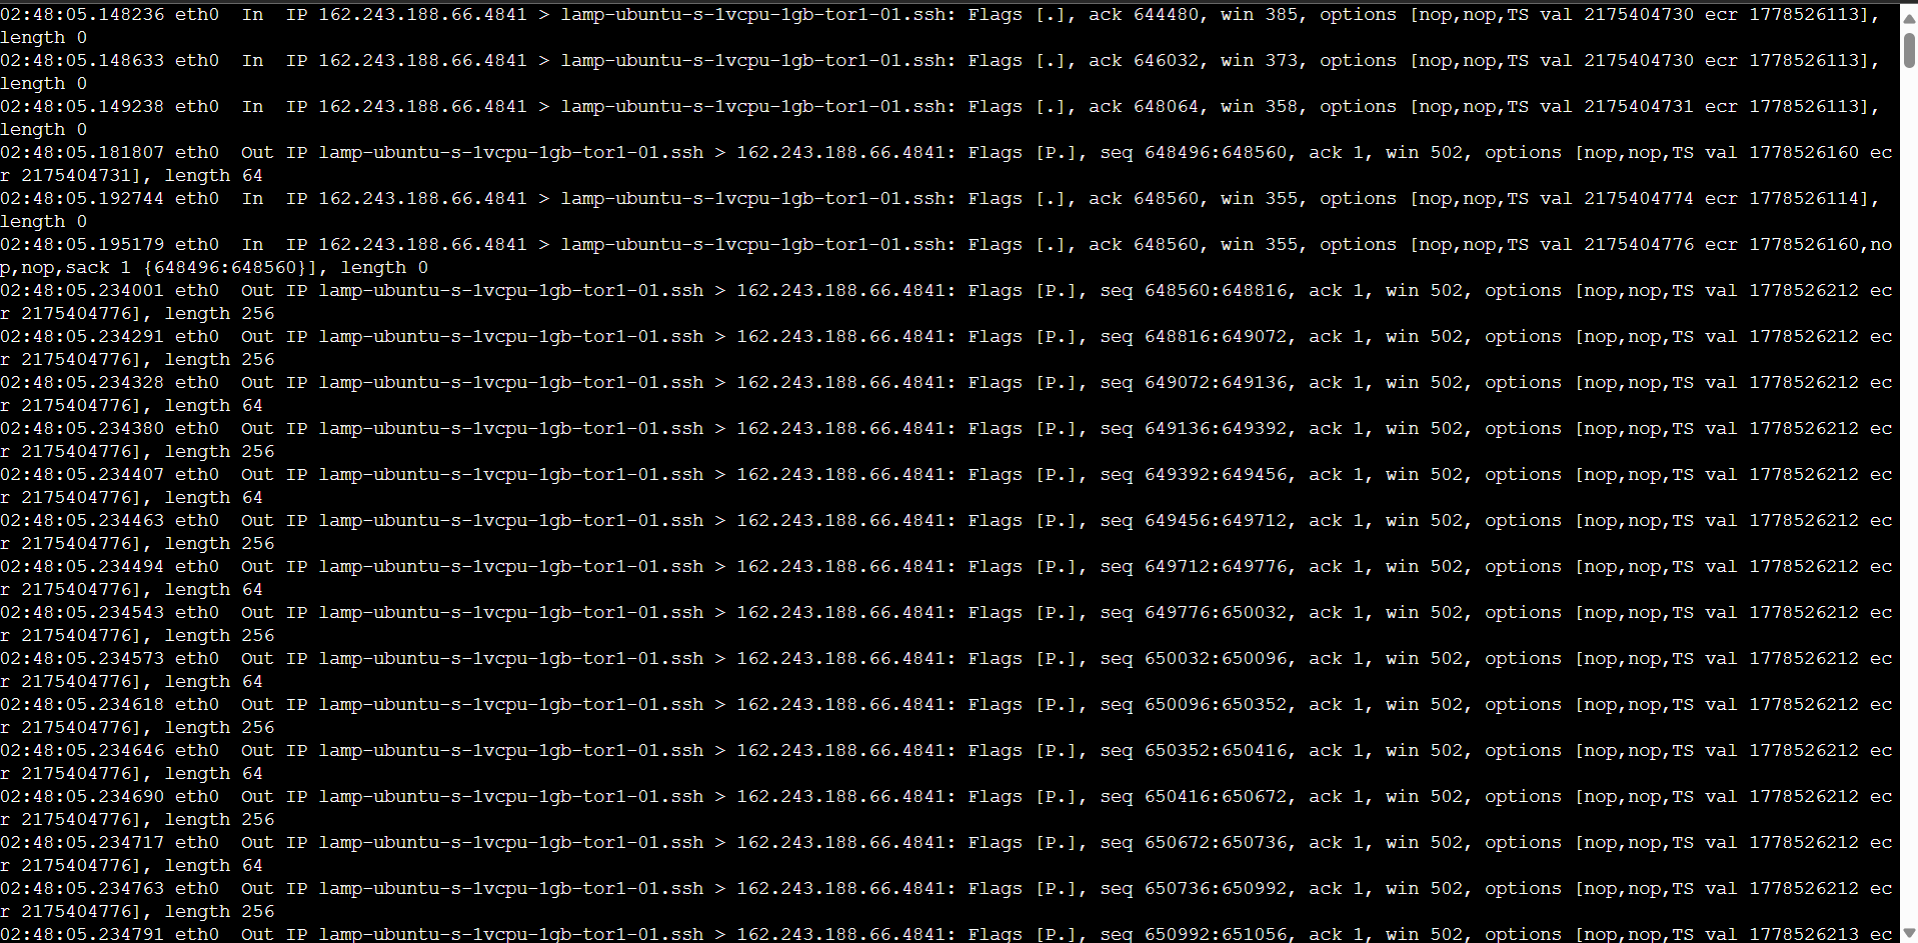 02:48:05.148236 eth0  In  IP 162.243.188.66.4841 > lamp-ubuntu-s-1vcpu-1gb-tor1-01.ssh: Flags [.], ack 644480, win 385, options [nop,nop,TS val 2175404730 ecr 1778526113],
length 0
02:48:05.148633 eth0  In  IP 162.243.188.66.4841 > lamp-ubuntu-s-1vcpu-1gb-tor1-01.ssh: Flags [.], ack 646032, win 373, options [nop,nop,TS val 2175404730 ecr 1778526113],
length 0
02:48:05.149238 eth0  In  IP 162.243.188.66.4841 > lamp-ubuntu-s-1vcpu-1gb-tor1-01.ssh: Flags [.], ack 648064, win 358, options [nop,nop,TS val 2175404731 ecr 1778526113],
length 0
02:48:05.181807 eth0  Out IP lamp-ubuntu-s-1vcpu-1gb-tor1-01.ssh > 162.243.188.66.4841: Flags [P.], seq 648496:648560, ack 1, win 502, options [nop,nop,TS val 1778526160 ec
r 2175404731], length 64
02:48:05.192744 eth0  In  IP 162.243.188.66.4841 > lamp-ubuntu-s-1vcpu-1gb-tor1-01.ssh: Flags [.], ack 648560, win 355, options [nop,nop,TS val 2175404774 ecr 1778526114],
length 0
02:48:05.195179 eth0  In  IP 162.243.188.66.4841 > lamp-ubuntu-s-1vcpu-1gb-tor1-01.ssh: Flags [.], ack 648560, win 355, options [nop,nop,TS val 2175404776 ecr 1778526160,no
p,nop,sack 1 {648496:648560}], length 0
02:48:05.234001 eth0  Out IP lamp-ubuntu-s-1vcpu-1gb-tor1-01.ssh > 162.243.188.66.4841: Flags [P.], seq 648560:648816, ack 1, win 502, options [nop,nop,TS val 1778526212 ec
r 2175404776], length 256
02:48:05.234291 eth0  Out IP lamp-ubuntu-s-1vcpu-1gb-tor1-01.ssh > 162.243.188.66.4841: Flags [P.], seq 648816:649072, ack 1, win 502, options [nop,nop,TS val 1778526212 ec
r 2175404776], length 256
02:48:05.234328 eth0  Out IP lamp-ubuntu-s-1vcpu-1gb-tor1-01.ssh > 162.243.188.66.4841: Flags [P.], seq 649072:649136, ack 1, win 502, options [nop,nop,TS val 1778526212 ec
r 2175404776], length 64
02:48:05.234380 eth0  Out IP lamp-ubuntu-s-1vcpu-1gb-tor1-01.ssh > 162.243.188.66.4841: Flags [P.], seq 649136:649392, ack 1, win 502, options [nop,nop,TS val 1778526212 ec
r 2175404776], length 256
02:48:05.234407 eth0  Out IP lamp-ubuntu-s-1vcpu-1gb-tor1-01.ssh > 162.243.188.66.4841: Flags [P.], seq 649392:649456, ack 1, win 502, options [nop,nop,TS val 1778526212 ec
r 2175404776], length 64
02:48:05.234463 eth0  Out IP lamp-ubuntu-s-1vcpu-1gb-tor1-01.ssh > 162.243.188.66.4841: Flags [P.], seq 649456:649712, ack 1, win 502, options [nop,nop,TS val 1778526212 ec
r 2175404776], length 256
02:48:05.234494 eth0  Out IP lamp-ubuntu-s-1vcpu-1gb-tor1-01.ssh > 162.243.188.66.4841: Flags [P.], seq 649712:649776, ack 1, win 502, options [nop,nop,TS val 1778526212 ec
r 2175404776], length 64
02:48:05.234543 eth0  Out IP lamp-ubuntu-s-1vcpu-1gb-tor1-01.ssh > 162.243.188.66.4841: Flags [P.], seq 649776:650032, ack 1, win 502, options [nop,nop,TS val 1778526212 ec
r 2175404776], length 256
02:48:05.234573 eth0  Out IP lamp-ubuntu-s-1vcpu-1gb-tor1-01.ssh > 162.243.188.66.4841: Flags [P.], seq 650032:650096, ack 1, win 502, options [nop,nop,TS val 1778526212 ec
r 2175404776], length 64
02:48:05.234618 eth0  Out IP lamp-ubuntu-s-1vcpu-1gb-tor1-01.ssh > 162.243.188.66.4841: Flags [P.], seq 650096:650352, ack 1, win 502, options [nop,nop,TS val 1778526212 ec
r 2175404776], length 256
02:48:05.234646 eth0  Out IP lamp-ubuntu-s-1vcpu-1gb-tor1-01.ssh > 162.243.188.66.4841: Flags [P.], seq 650352:650416, ack 1, win 502, options [nop,nop,TS val 1778526212 ec
r 2175404776], length 64
02:48:05.234690 eth0  Out IP lamp-ubuntu-s-1vcpu-1gb-tor1-01.ssh > 162.243.188.66.4841: Flags [P.], seq 650416:650672, ack 1, win 502, options [nop,nop,TS val 1778526212 ec
r 2175404776], length 256
02:48:05.234717 eth0  Out IP lamp-ubuntu-s-1vcpu-1gb-tor1-01.ssh > 162.243.188.66.4841: Flags [P.], seq 650672:650736, ack 1, win 502, options [nop,nop,TS val 1778526212 ec
r 2175404776], length 64
02:48:05.234763 eth0  Out IP lamp-ubuntu-s-1vcpu-1gb-tor1-01.ssh > 162.243.188.66.4841: Flags [P.], seq 650736:650992, ack 1, win 502, options [nop,nop,TS val 1778526212 ec
r 2175404776], length 256
02:48:05.234791 eth0  Out IP lamp-ubuntu-s-1vcpu-1gb-tor1-01.ssh > 162.243.188.66.4841: Flags [P.], seq 650992:651056, ack 1, win 502, options [nop,nop,TS val 1778526213 ec